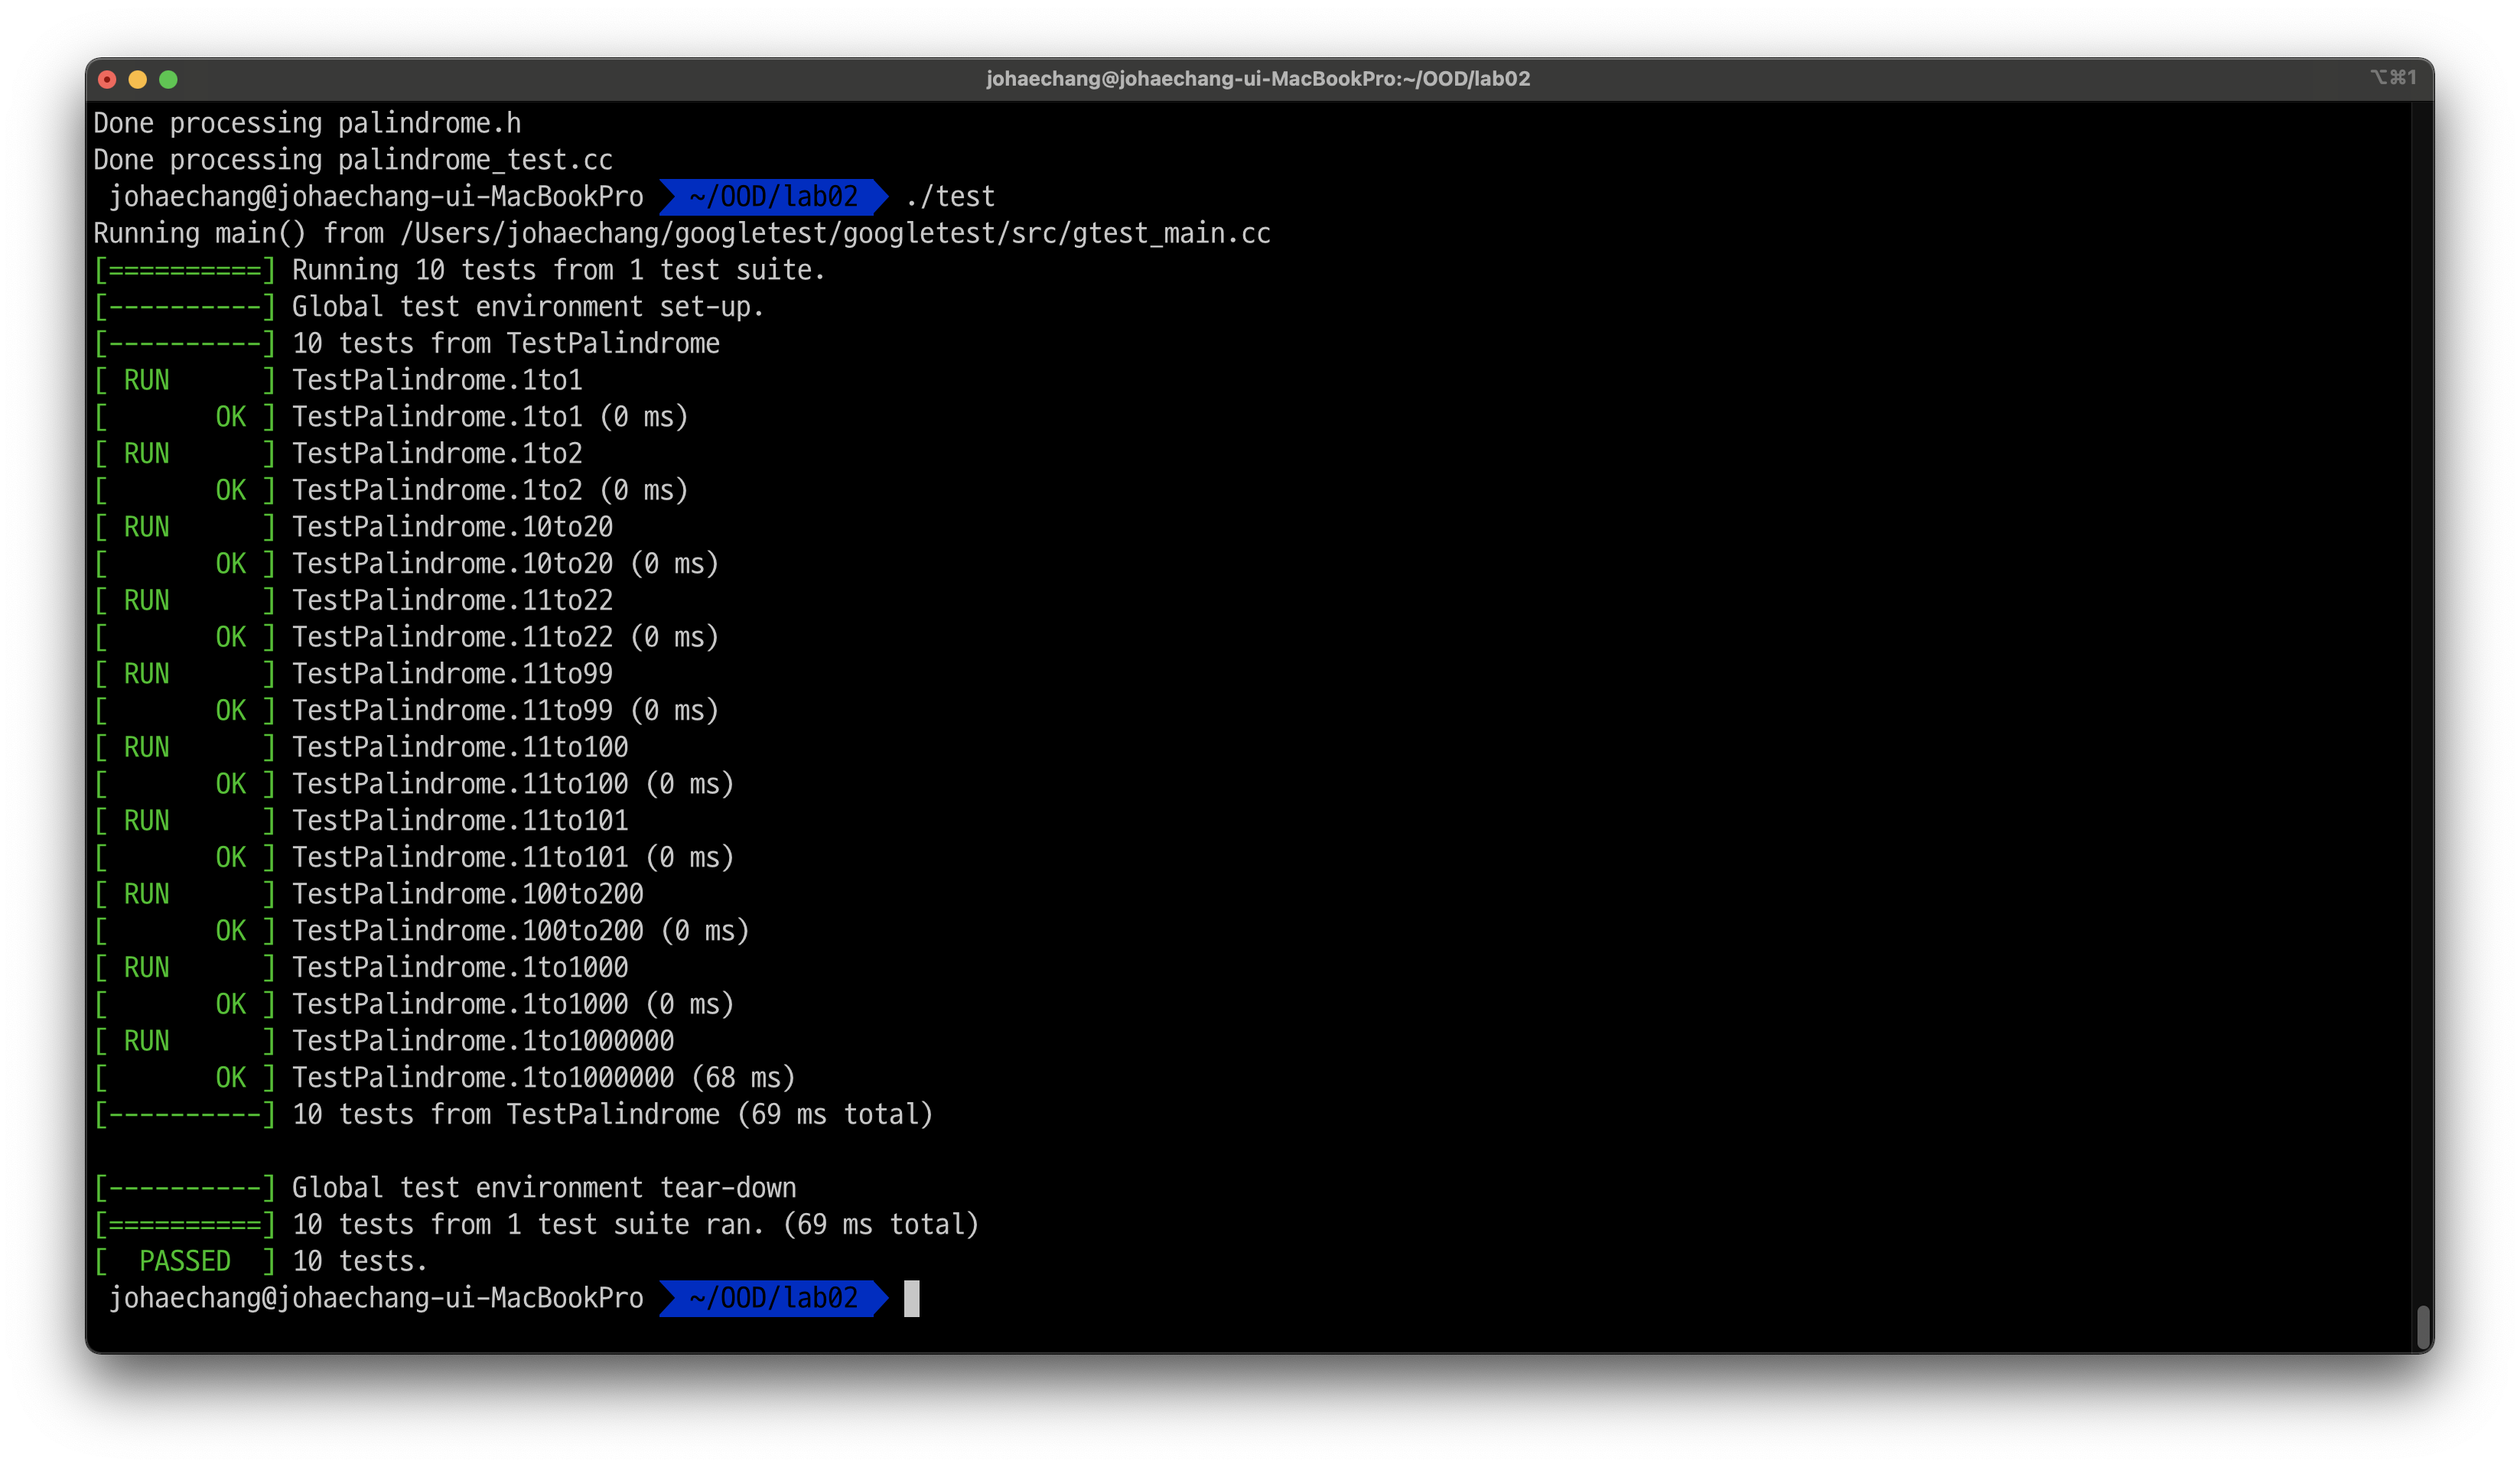 johaechang@johaechang-ui-MacBookPro:~/OOD/lab02 ⌥⌘1
Done processing palindrome.h
Done processing palindrome_test.cc
johaechang@johaechang-ui-MacBookPro ~/OOD/lab02 ./test
Running main() from /Users/johaechang/googletest/googletest/src/gtest_main.cc
[==========] Running 10 tests from 1 test suite.
[----------] Global test environment set-up.
[----------] 10 tests from TestPalindrome
[ RUN      ] TestPalindrome.1to1
[       OK ] TestPalindrome.1to1 (0 ms)
[ RUN      ] TestPalindrome.1to2
[       OK ] TestPalindrome.1to2 (0 ms)
[ RUN      ] TestPalindrome.10to20
[       OK ] TestPalindrome.10to20 (0 ms)
[ RUN      ] TestPalindrome.11to22
[       OK ] TestPalindrome.11to22 (0 ms)
[ RUN      ] TestPalindrome.11to99
[       OK ] TestPalindrome.11to99 (0 ms)
[ RUN      ] TestPalindrome.11to100
[       OK ] TestPalindrome.11to100 (0 ms)
[ RUN      ] TestPalindrome.11to101
[       OK ] TestPalindrome.11to101 (0 ms)
[ RUN      ] TestPalindrome.100to200
[       OK ] TestPalindrome.100to200 (0 ms)
[ RUN      ] TestPalindrome.1to1000
[       OK ] TestPalindrome.1to1000 (0 ms)
[ RUN      ] TestPalindrome.1to1000000
[       OK ] TestPalindrome.1to1000000 (68 ms)
[----------] 10 tests from TestPalindrome (69 ms total)
[----------] Global test environment tear-down
[==========] 10 tests from 1 test suite ran. (69 ms total)
[  PASSED  ] 10 tests.
johaechang@johaechang-ui-MacBookPro ~/OOD/lab02